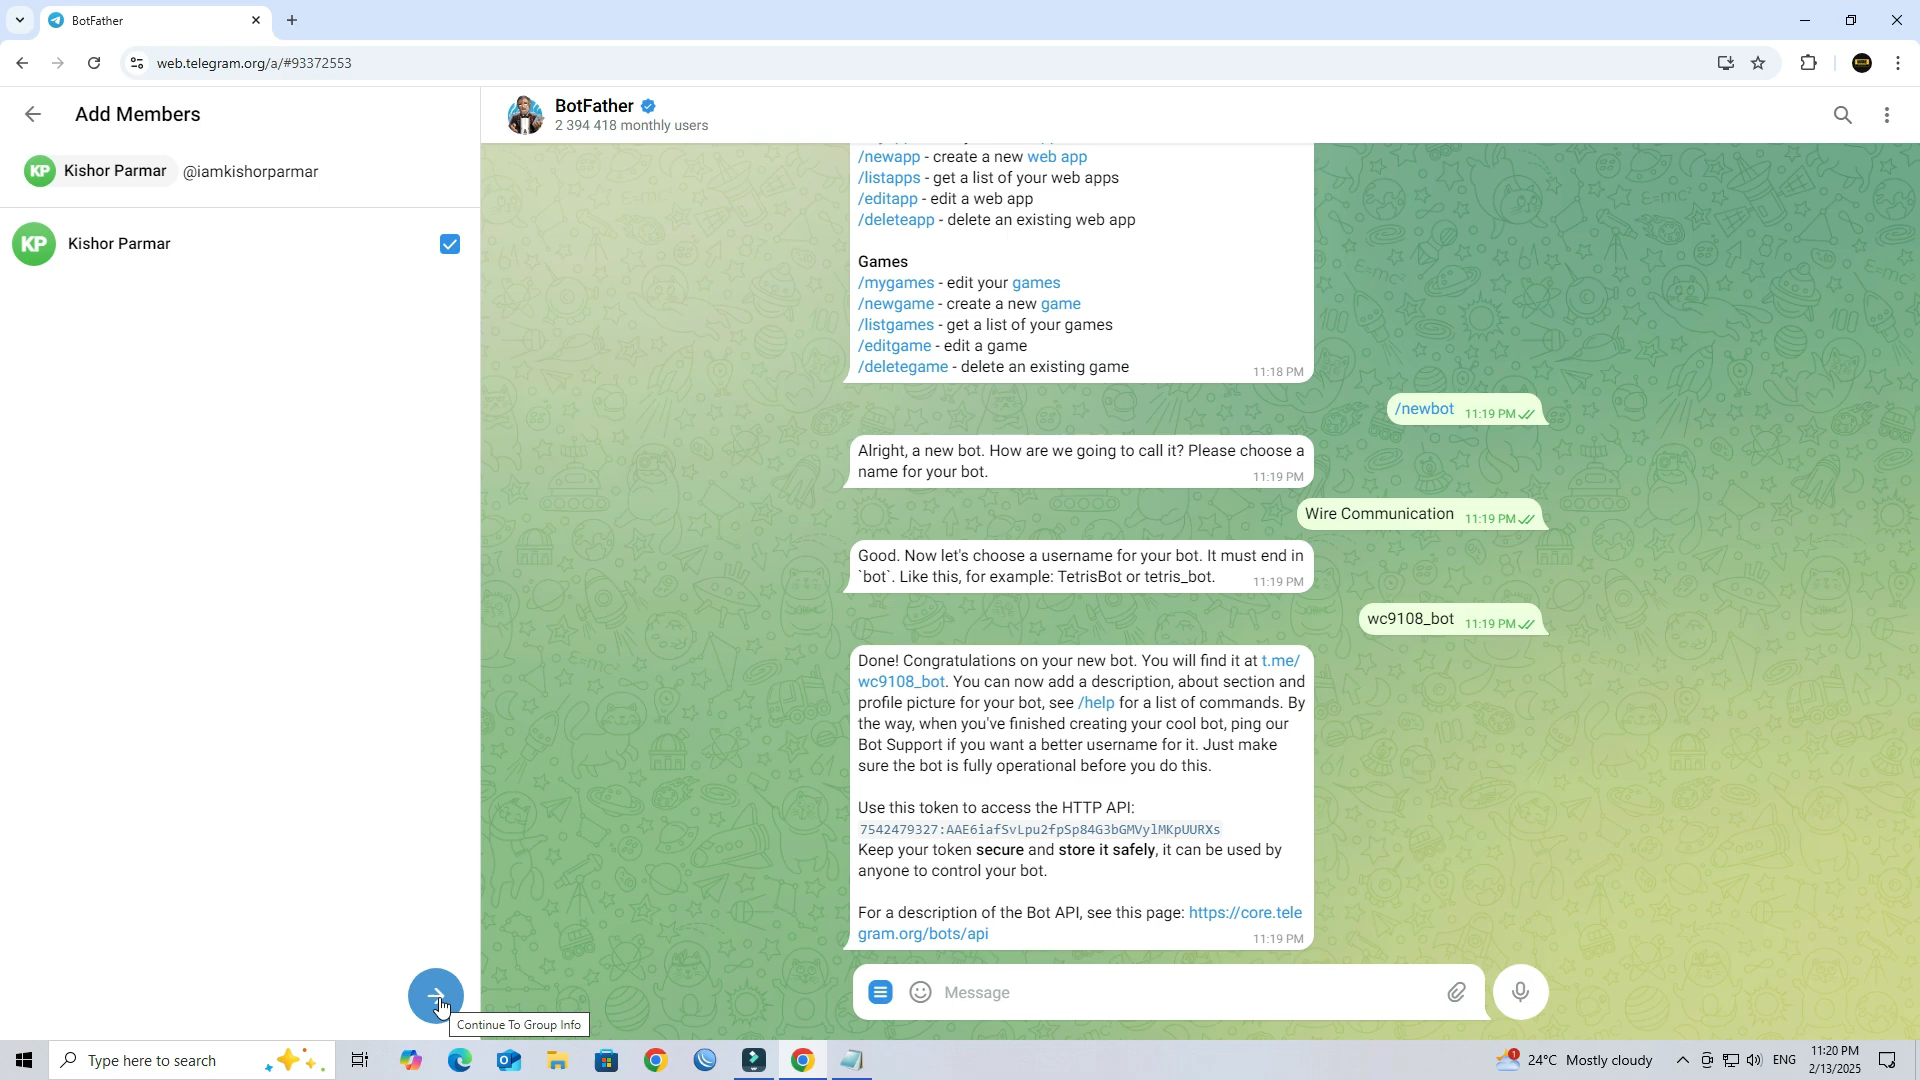 BotFather
web.telegram.org/a/#93372553
Add Members
KP Kishor Parmar @iamkishorparmar
KP Kishor Parmar
Continue To Group Info
BotFather
2 394 418 monthly users
/newapp - create a new web app
/listapps - get a list of your web apps
/editapp - edit a web app
/deleteapp - delete an existing web app
Games
/mygames - edit your games
/newgame - create a new game
/listgames - get a list of your games
/editgame - edit a game
/deletegame - delete an existing game
11:18 PM
/newbot 11:19 PM
Alright, a new bot. How are we going to call it? Please choose a
name for your bot.
11:19 PM
Wire Communication 11:19 PM
Good. Now let's choose a username for your bot. It must end in
`bot`. Like this, for example: TetrisBot or tetris_bot.
11:19 PM
wc9108_bot 11:19 PM
Done! Congratulations on your new bot. You will find it at t.me/
wc9108_bot. You can now add a description, about section and
profile picture for your bot, see /help for a list of commands. By
the way, when you've finished creating your cool bot, ping our
Bot Support if you want a better username for it. Just make
sure the bot is fully operational before you do this.
Use this token to access the HTTP API:
7542479327:AAE6iafSvLpu2fpSp84G3bGMVylMKpUURXs
Keep your token secure and store it safely, it can be used by
anyone to control your bot.
For a description of the Bot API, see this page: https://core.tele
gram.org/bots/api
11:19 PM
Message
Type here to search
1
24°C Mostly cloudy
ENG
11:20 PM
2/13/2025